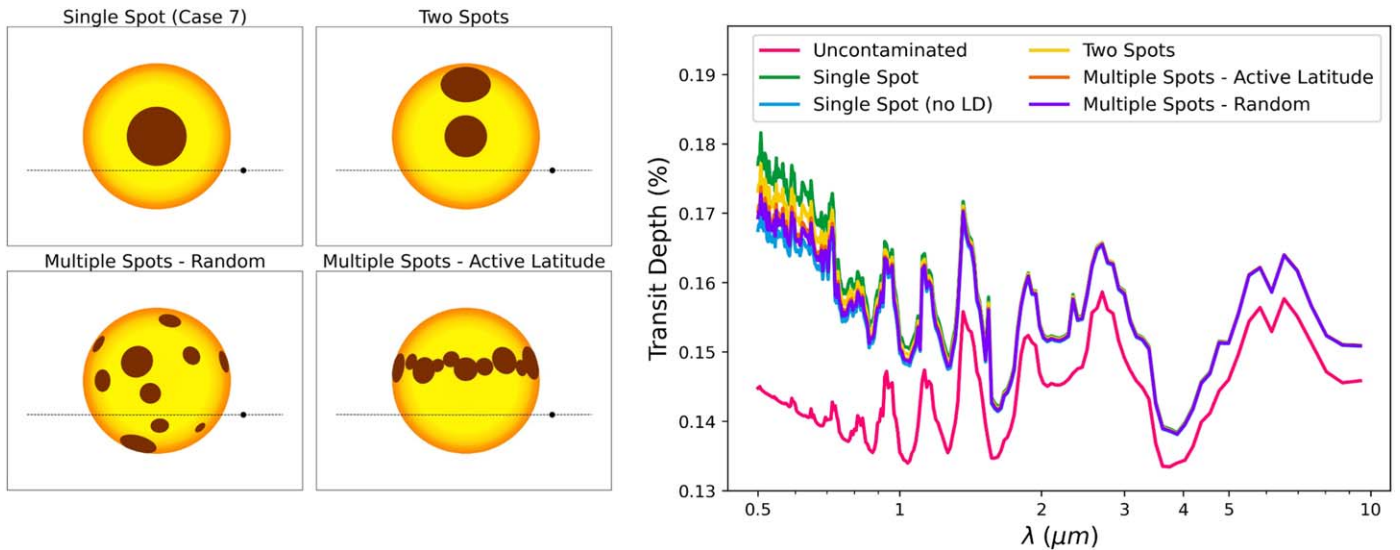 Single Spot (Case 7)
Two Spots
Multiple Spots - Random
Multiple Spots - Active Latitude
Uncontaminated
Single Spot
Single Spot (no LD)
Two Spots
Multiple Spots - Active Latitude
Multiple Spots - Random
Transit Depth (%)
0.19
0.18
0.17
0.16
0.15
0.14
0.13
0.5
1
2
3
4
5
10
λ (μm)